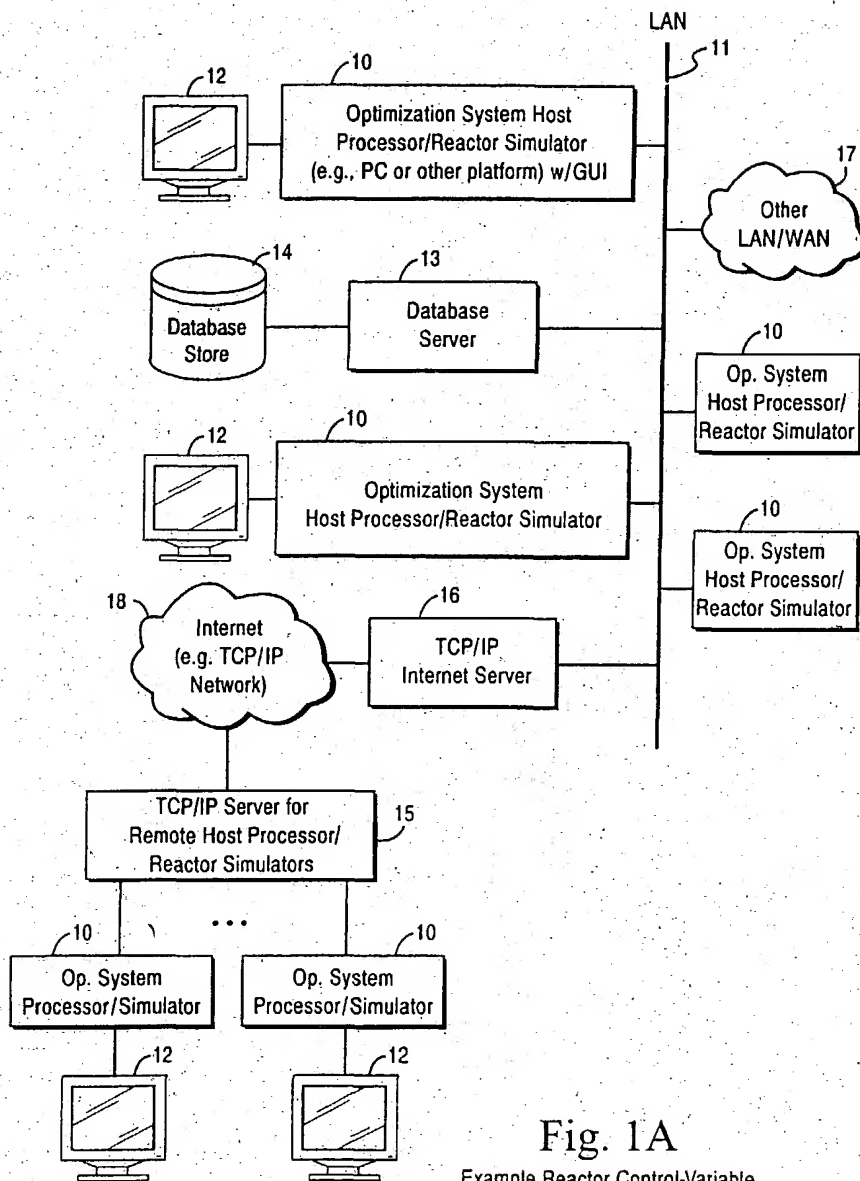 LAN
11
12
10
Optimization System Host
Processor/Reactor Simulator
(e.g., PC or other platform) w/GUI
17
Other
LAN/WAN
14
Database
Store
13
Database
Server
10
Op. System
Host Processor/
Reactor Simulator
12
10
Optimization System
Host Processor/Reactor Simulator
10
Op. System
Host Processor/
Reactor Simulator
18
Internet
(e.g. TCP/IP
Network)
16
TCP/IP
Internet Server
TCP/IP Server for
Remote Host Processor/
Reactor Simulators
15
...
10
Op. System
Processor/Simulator
10
Op. System
Processor/Simulator
12
12
Fig. 1A
Example Reactor Control-Variable